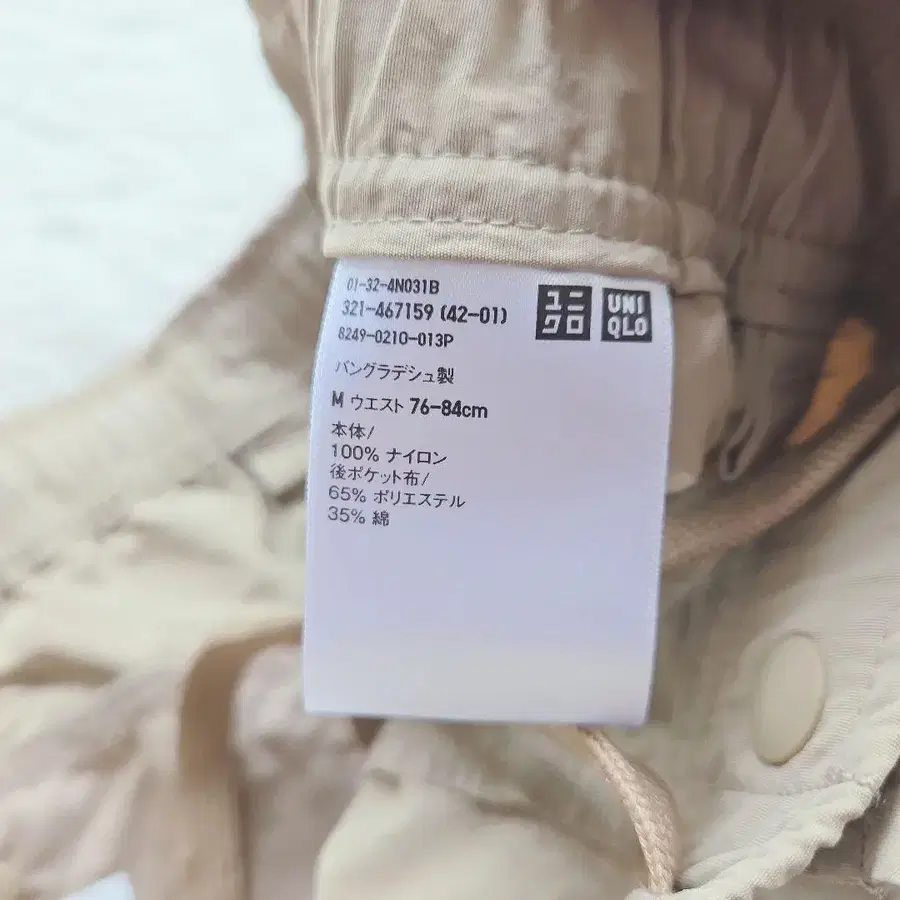 01-32-4N031B
321-467159 (42-01)
8249-0210-013P
ユニ
クロ
UNI
QLO
バングラデシュ製
M ウエスト 76-84cm
本体/
100% ナイロン
後ポケット布/
65% ポリエステル
35% 綿